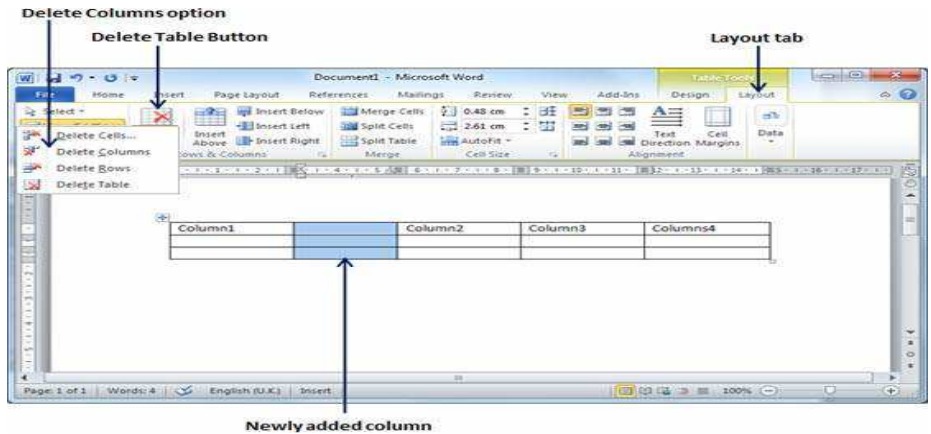 Delete Columns option
Delete Table Button
Layout tab
Document1 - Microsoft Word
Table Tools
File Home Insert Page Layout References Mailings Review View Add-Ins Design Layout
Select
Delete Cells...
Delete Columns
Delete Rows
Delete Table
Insert Above
Insert Below
Insert Left
Insert Right
Rows & Columns
Merge Cells
Split Cells
Split Table
Merge
0.48 cm
2.61 cm
AutoFit
Cell Size
Text Direction
Cell Margins
Alignment
Data
Column1 Column2 Column3 Columns4
Page: 1 of 1 Words: 4 English (U.K.) Insert 100%
Newly added column